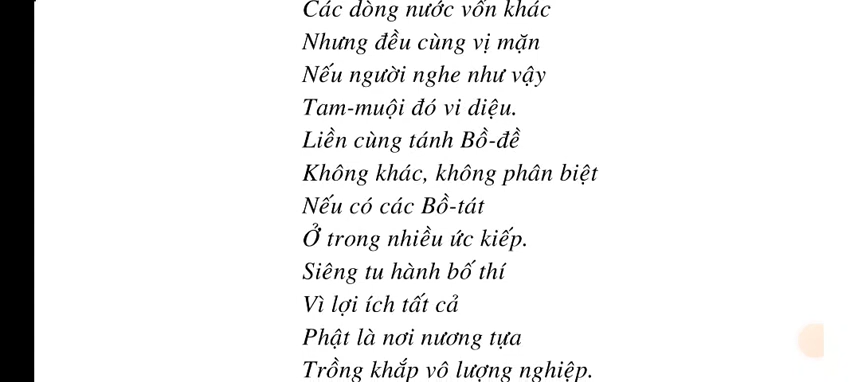 Các dòng nước vốn khác
Nhưng đều cùng vị mặn
Nếu người nghe như vậy
Tam-muội đó vi diệu.
Liền cùng tánh Bồ-đề
Không khác, không phân biệt
Nếu có các Bồ-tát
Ở trong nhiều ức kiếp.
Siêng tu hành bố thí
Vì lợi ích tất cả
Phật là nơi nương tựa
Trồng khắp vô lượng nghiệp.